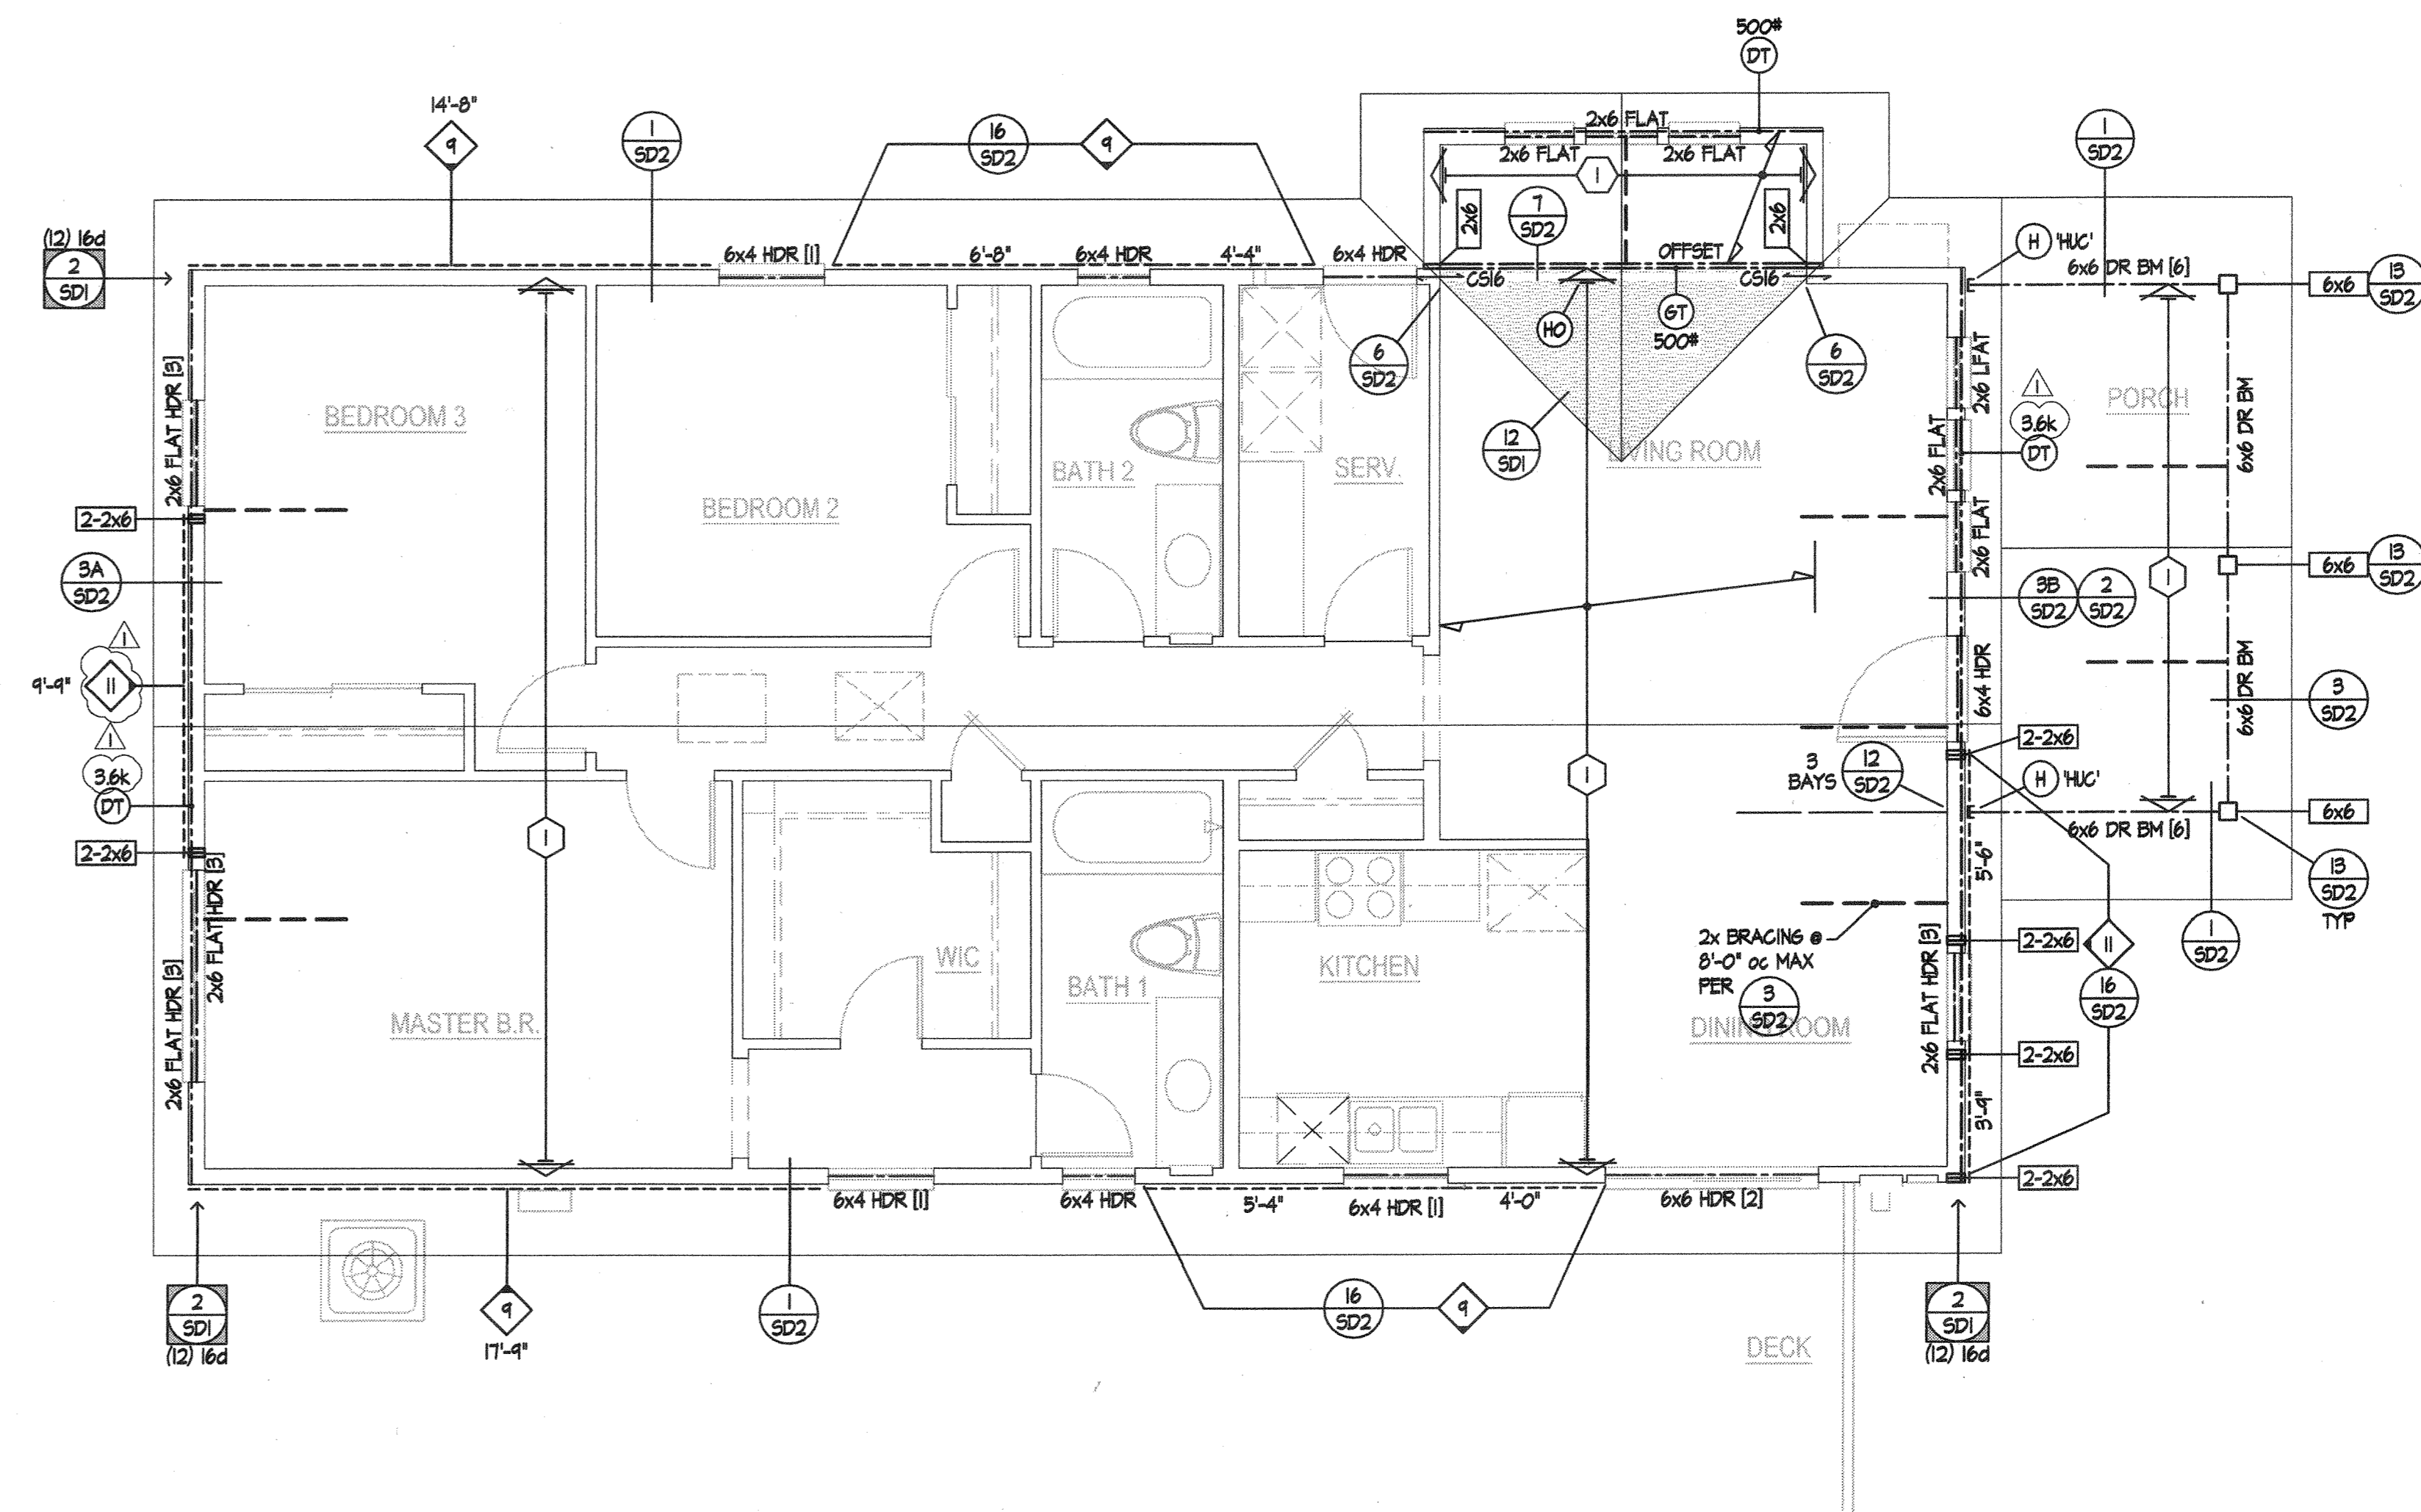 500#
DT
14'-8"
9
1
SD2
16
SD2
9
2x6 FLAT
2x6 FLAT
2x6 FLAT
1
1
SD2
2x6
7
SD2
2x6
(12) 16d
2
SD1
6x4 HDR [1]
6'-8"
6x4 HDR
4'-4"
6x4 HDR
OFFSET
CS16
CS16
H
'HUC'
6x6 DR BM [6]
6x6
13
SD2
HO
GT
500#
6
SD2
6
SD2
2x6 FLAT HDR [3]
BEDROOM 3
BEDROOM 2
BATH 2
SERV.
12
SD1
LIVING ROOM
2x6 LFAT
2x6 FLAT
2x6 FLAT
1
3.6k
DT
PORCH
6x6 DR BM
2-2x6
3A
SD2
3B
SD2
2
SD2
1
6x6
13
SD2
1
11
9'-9"
1
3.6k
DT
2-2x6
6x4 HDR
6x6 DR BM
3
SD2
2-2x6
3
BAYS
12
SD2
H
'HUC'
6x6 DR BM [6]
6x6
1
1
5'-6"
13
SD2
TYP
2x6 FLAT HDR [3]
2x6 FLAT HDR [3]
MASTER B.R.
WIC
BATH 1
KITCHEN
2x BRACING @
8'-0" oc MAX
PER
3
SD2
DINING ROOM
2x6 FLAT HDR [3]
2-2x6
11
1
SD2
16
SD2
2-2x6
3'-9"
2-2x6
6x4 HDR [1]
6x4 HDR
5'-4"
6x4 HDR [1]
4'-0"
6x6 HDR [2]
2
SD1
(12) 16d
9
17'-9"
1
SD2
16
SD2
9
2
SD1
(12) 16d
DECK